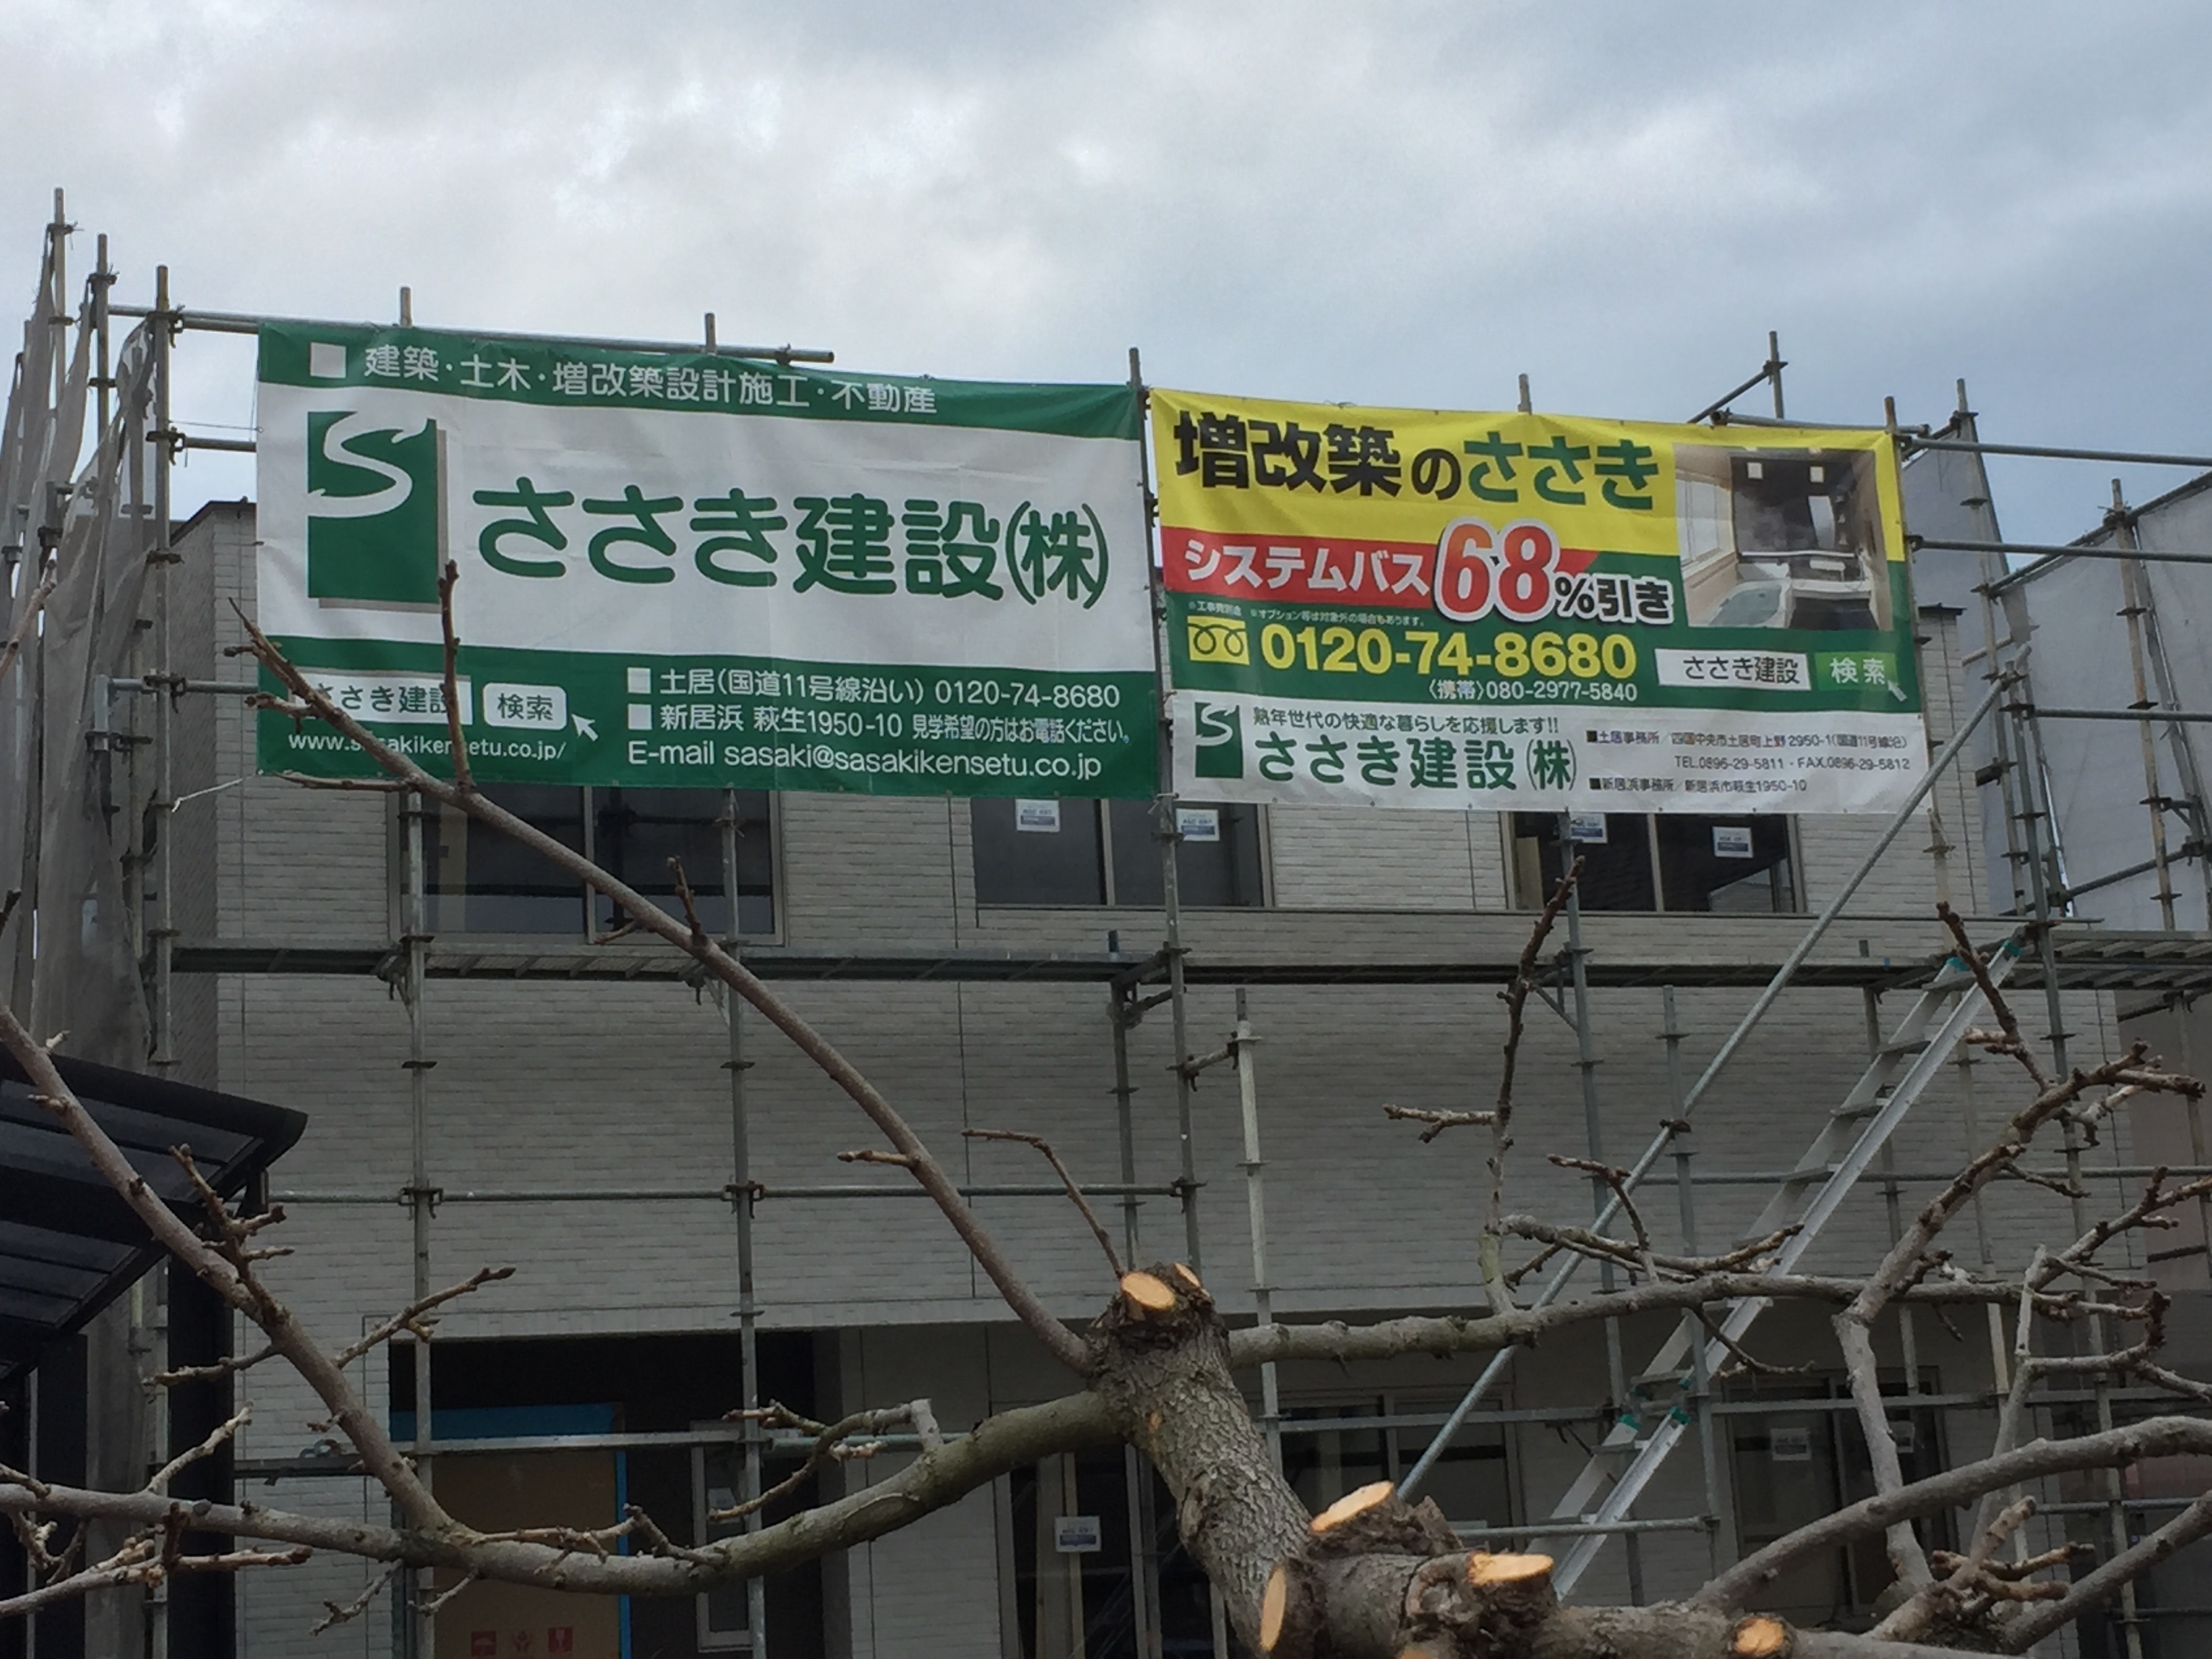 ■ 建築・土木・増改築設計施工・不動産
S
ささき建設(株)
ささき建設 検索
www.sasakikensetu.co.jp/
■土居(国道11号線沿い) 0120-74-8680
■新居浜 萩生1950-10 見学希望の方はお電話ください。
E-mail sasaki@sasakikensetu.co.jp
増改築のささき
システムバス68%引き
※工事費別途 ※オプション等は対象外の場合もあります。
0120-74-8680
〈携帯〉080-2977-5840
ささき建設 検索
S
熟年世代の快適な暮らしを応援します!!
ささき建設(株)
■土居事務所/四国中央市土居町上野2950-1(国道11号線沿)
TEL.0896-29-5811・FAX.0896-29-5812
■新居浜事務所/新居浜市萩生1950-10